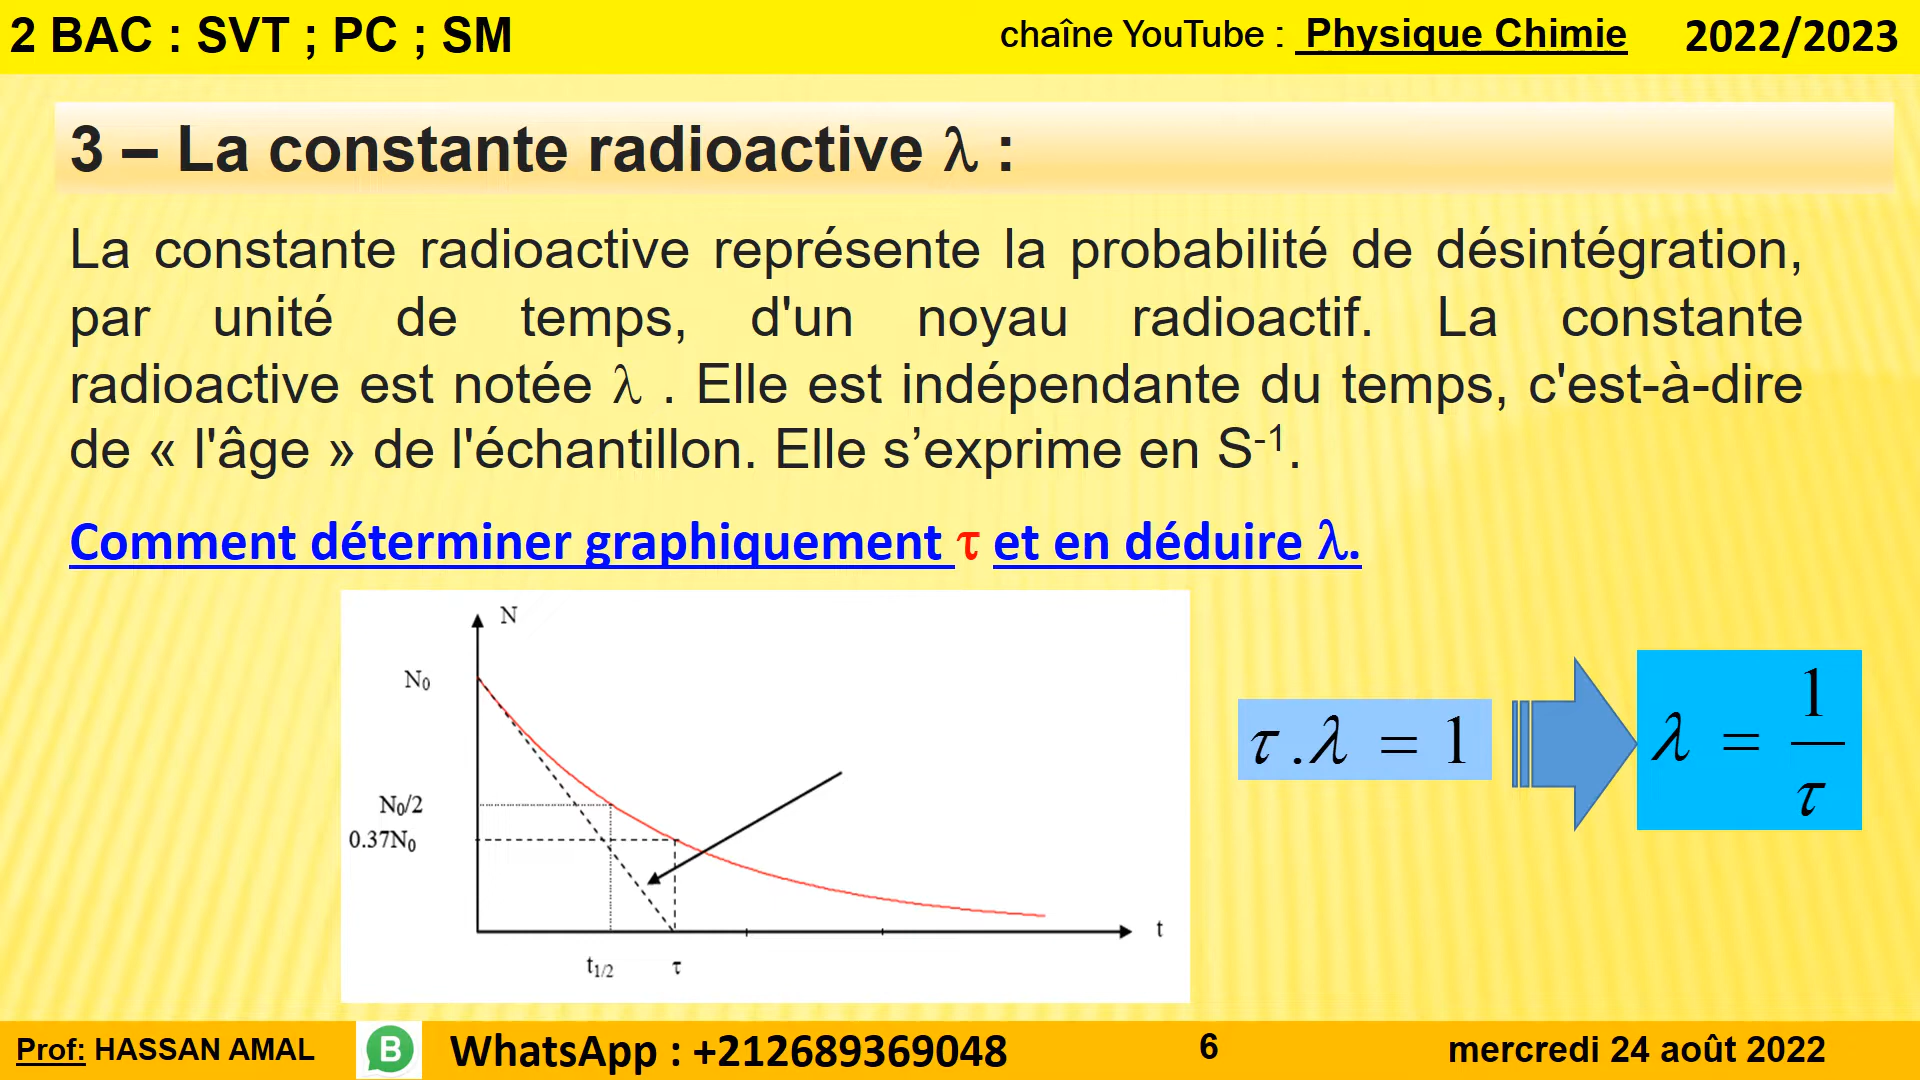 2 BAC : SVT ; PC ; SM
chaîne YouTube : Physique Chimie
2022/2023
3 – La constante radioactive λ :
La constante radioactive représente la probabilité de désintégration,
par unité de temps, d'un noyau radioactif. La constante
radioactive est notée λ . Elle est indépendante du temps, c'est-à-dire
de « l'âge » de l'échantillon. Elle s’exprime en S⁻¹.
Comment déterminer graphiquement τ et en déduire λ.
N
N₀
N₀/2
0.37N₀
t₁/₂
τ
t
τ.λ = 1
λ = 1/τ
Prof: HASSAN AMAL
B
WhatsApp : +212689369048
6
mercredi 24 août 2022